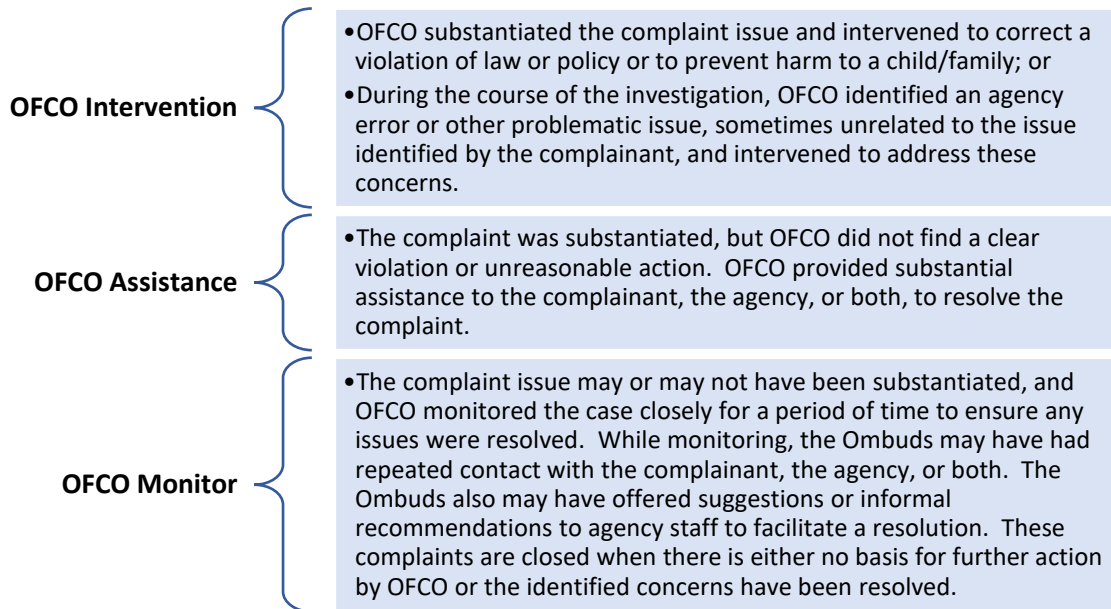 OFCO Intervention
•OFCO substantiated the complaint issue and intervened to correct a
violation of law or policy or to prevent harm to a child/family; or
•During the course of the investigation, OFCO identified an agency
error or other problematic issue, sometimes unrelated to the issue
identified by the complainant, and intervened to address these
concerns.
OFCO Assistance
•The complaint was substantiated, but OFCO did not find a clear
violation or unreasonable action.  OFCO provided substantial
assistance to the complainant, the agency, or both, to resolve the
complaint.
OFCO Monitor
•The complaint issue may or may not have been substantiated, and
OFCO monitored the case closely for a period of time to ensure any
issues were resolved.  While monitoring, the Ombuds may have had
repeated contact with the complainant, the agency, or both.  The
Ombuds also may have offered suggestions or informal
recommendations to agency staff to facilitate a resolution.  These
complaints are closed when there is either no basis for further action
by OFCO or the identified concerns have been resolved.